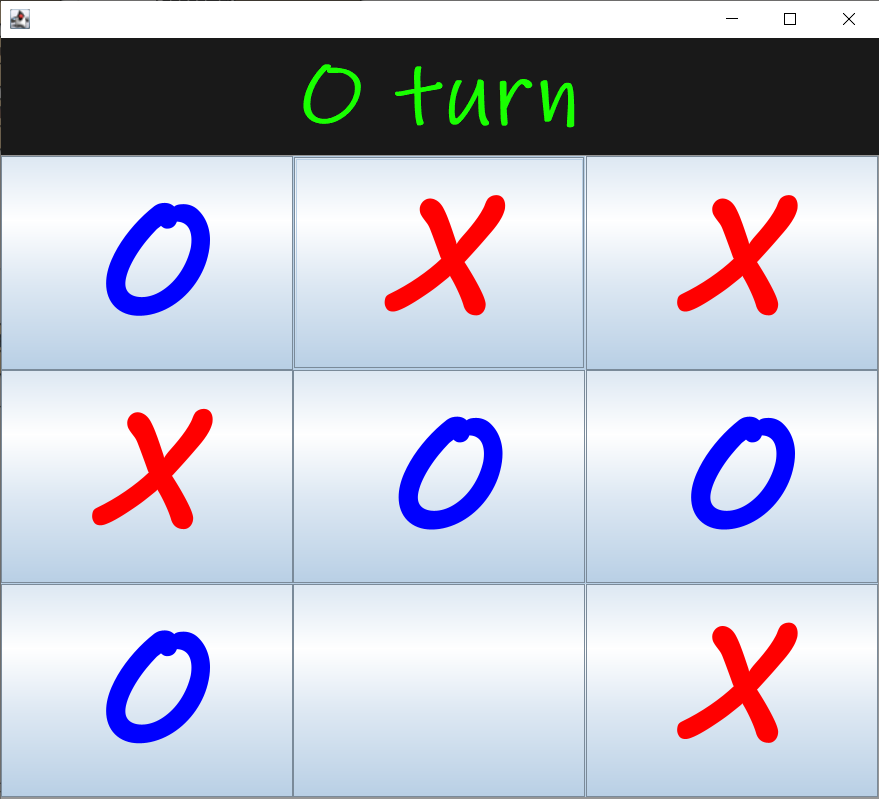 O turn
O X X
X O O
O X